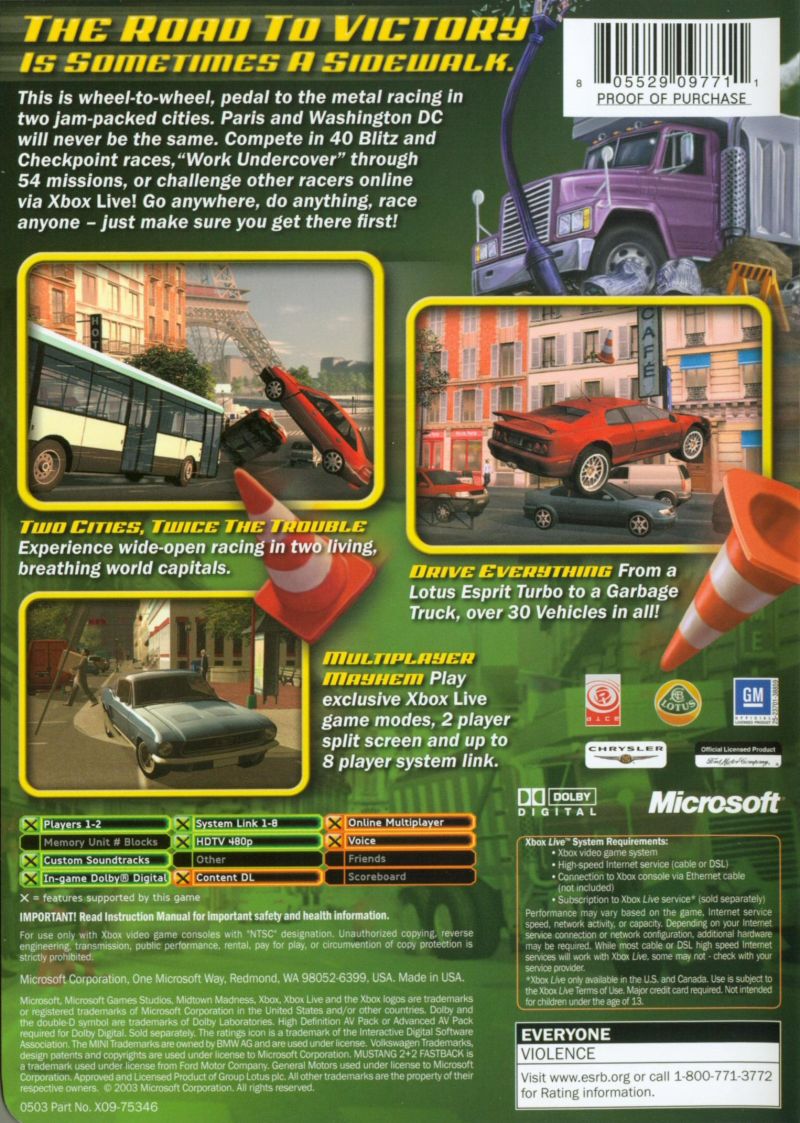 THE ROAD TO VICTORY
IS SOMETIMES A SIDEWALK.
This is wheel-to-wheel, pedal to the metal racing in
two jam-packed cities. Paris and Washington DC
will never be the same. Compete in 40 Blitz and
Checkpoint races, "Work Undercover" through
54 missions, or challenge other racers online
via Xbox Live! Go anywhere, do anything, race
anyone – just make sure you get there first!
8 05529 09771 1
PROOF OF PURCHASE
HOT
CAFÉ
TWO CITIES, TWICE THE TROUBLE
Experience wide-open racing in two living,
breathing world capitals.
DRIVE EVERYTHING From a
Lotus Esprit Turbo to a Garbage
Truck, over 30 Vehicles in all!
MULTIPLAYER
MAYHEM Play
exclusive Xbox Live
game modes, 2 player
split screen and up to
8 player system link.
DICE
LOTUS
GM
OFFICIAL
LICENSED PRODUCT
CHRYSLER
Official Licensed Product
Ford Motor Company
DOLBY
DIGITAL
Microsoft
Players 1-2
System Link 1-8
Online Multiplayer
Memory Unit # Blocks
HDTV 480p
Voice
Custom Soundtracks
Other
Friends
In-game Dolby® Digital
Content DL
Scoreboard
X = features supported by this game
IMPORTANT! Read Instruction Manual for important safety and health information.
For use only with Xbox video game consoles with "NTSC" designation. Unauthorized copying, reverse
engineering, transmission, public performance, rental, pay for play, or circumvention of copy protection is
strictly prohibited.
Microsoft Corporation, One Microsoft Way, Redmond, WA 98052-6399, USA. Made in USA.
Microsoft, Microsoft Games Studios, Midtown Madness, Xbox, Xbox Live and the Xbox logos are trademarks
or registered trademarks of Microsoft Corporation in the United States and/or other countries. Dolby and
the double-D symbol are trademarks of Dolby Laboratories. High Definition AV Pack or Advanced AV Pack
required for Dolby Digital. Sold separately. The ratings icon is a trademark of the Interactive Digital Software
Association. The MINI Trademarks are owned by BMW AG and are used under license. Volkswagen Trademarks,
design patents and copyrights are used under license to Microsoft Corporation. MUSTANG 2+2 FASTBACK is
a trademark used under license from Ford Motor Company. General Motors used under license to Microsoft
Corporation. Approved and Licensed Product of Group Lotus plc. All other trademarks are the property of their
respective owners. © 2003 Microsoft Corporation. All rights reserved.
0503 Part No. X09-75346
Xbox Live™ System Requirements:
• Xbox video game system
• High-speed Internet service (cable or DSL)
• Connection to Xbox console via Ethernet cable
(not included)
• Subscription to Xbox Live service* (sold separately)
Performance may vary based on the game, Internet service
speed, network activity, or capacity. Depending on your Internet
service connection or network configuration, additional hardware
may be required. While most cable or DSL high speed Internet
services will work with Xbox Live, some may not - check with your
service provider.
*Xbox Live only available in the U.S. and Canada. Use is subject to
the Xbox Live Terms of Use. Major credit card required. Not intended
for children under the age of 13.
EVERYONE
VIOLENCE
Visit www.esrb.org or call 1-800-771-3772
for Rating information.